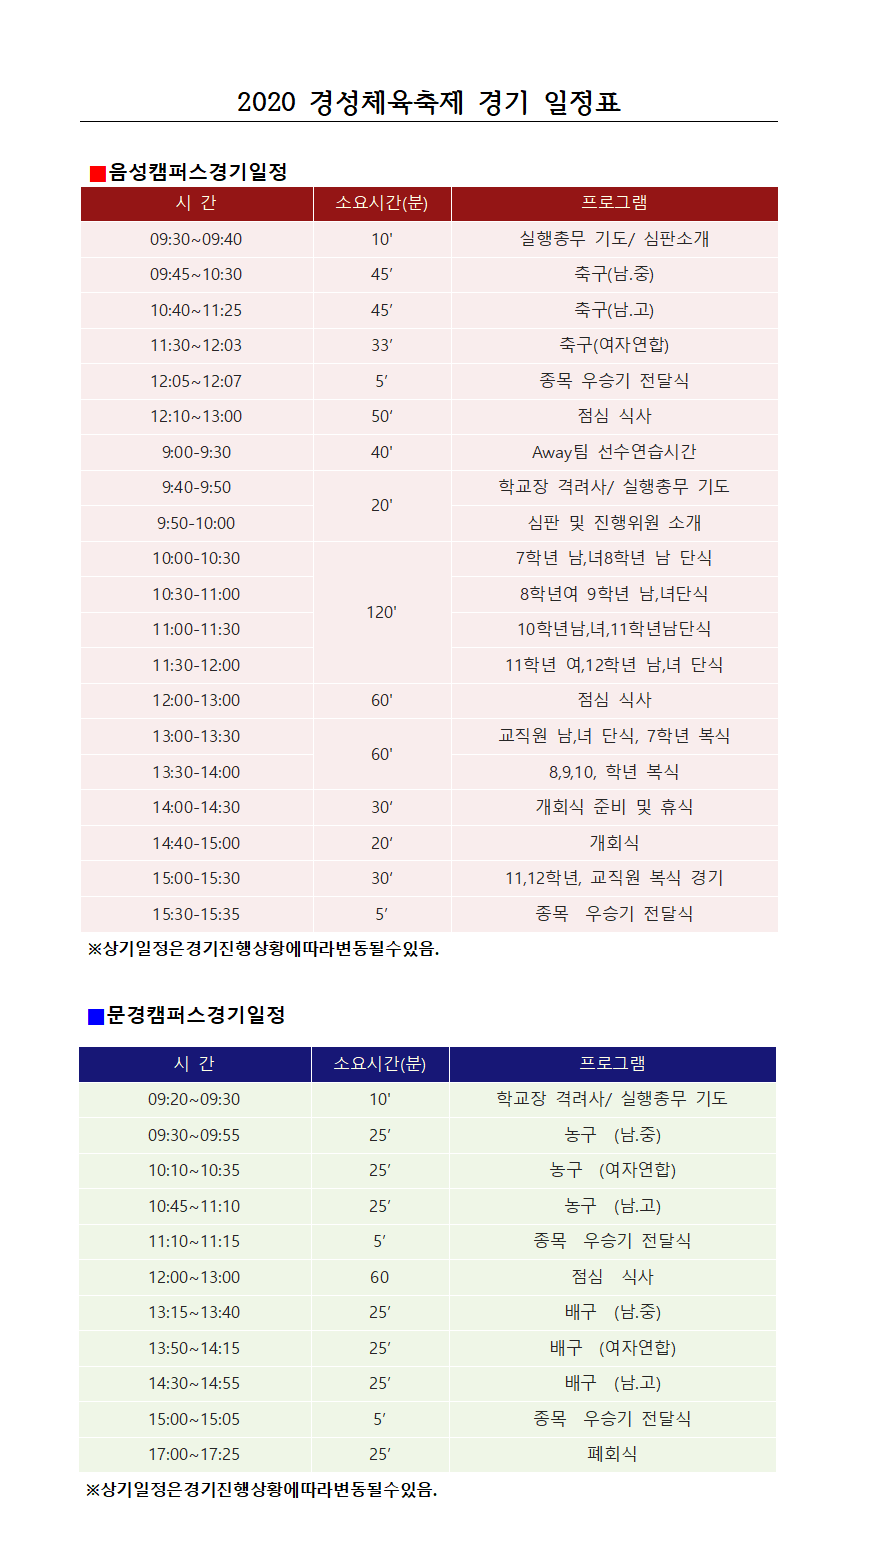 2020 경성체육축제 경기 일정표
■음성캠퍼스경기일정
시 간 소요시간(분) 프로그램
09:30~09:40 10' 실행총무 기도/ 심판소개
09:45~10:30 45’ 축구(남.중)
10:40~11:25 45’ 축구(남.고)
11:30~12:03 33’ 축구(여자연합)
12:05~12:07 5’ 종목 우승기 전달식
12:10~13:00 50’ 점심 식사
9:00-9:30 40' Away팀 선수연습시간
9:40-9:50 20' 학교장 격려사/ 실행총무 기도
9:50-10:00 심판 및 진행위원 소개
10:00-10:30 120' 7학년 남,녀8학년 남 단식
10:30-11:00 8학년여 9학년 남,녀단식
11:00-11:30 10학년남,녀,11학년남단식
11:30-12:00 11학년 여,12학년 남,녀 단식
12:00-13:00 60' 점심 식사
13:00-13:30 60' 교직원 남,녀 단식, 7학년 복식
13:30-14:00 8,9,10, 학년 복식
14:00-14:30 30’ 개회식 준비 및 휴식
14:40-15:00 20’ 개회식
15:00-15:30 30’ 11,12학년, 교직원 복식 경기
15:30-15:35 5’ 종목 우승기 전달식
※상기일정은경기진행상황에따라변동될수있음.
■문경캠퍼스경기일정
시 간 소요시간(분) 프로그램
09:20~09:30 10' 학교장 격려사/ 실행총무 기도
09:30~09:55 25’ 농구 (남.중)
10:10~10:35 25’ 농구 (여자연합)
10:45~11:10 25’ 농구 (남.고)
11:10~11:15 5’ 종목 우승기 전달식
12:00~13:00 60 점심 식사
13:15~13:40 25’ 배구 (남.중)
13:50~14:15 25’ 배구 (여자연합)
14:30~14:55 25’ 배구 (남.고)
15:00~15:05 5’ 종목 우승기 전달식
17:00~17:25 25’ 폐회식
※상기일정은경기진행상황에따라변동될수있음.